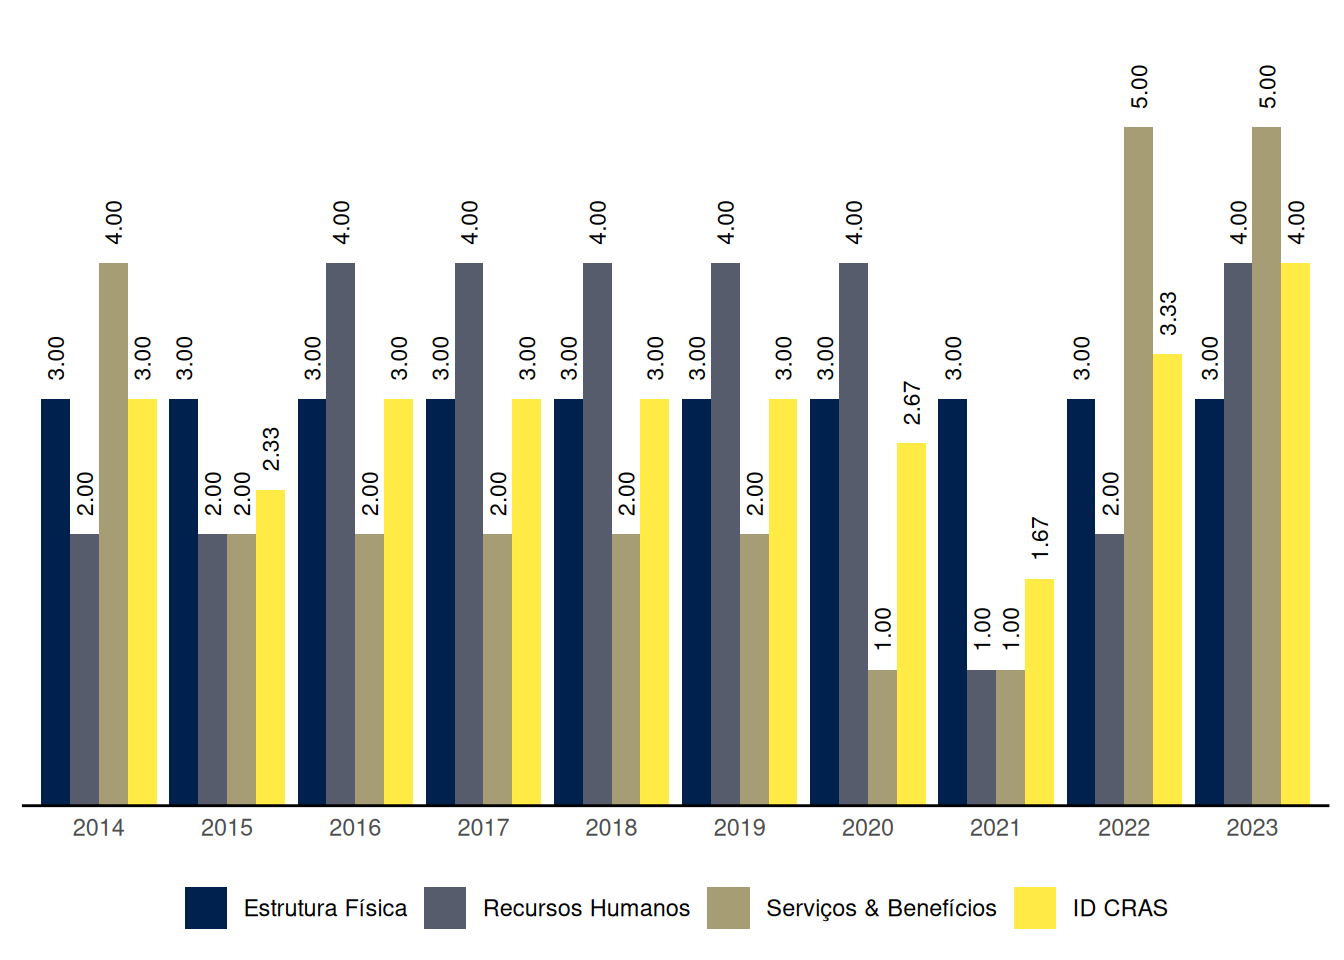 5.00 5.00
4.00 4.00 4.00 4.00 4.00 4.00 4.00 4.00
3.33
3.00 3.00 3.00 3.00 3.00 3.00 3.00 3.00 3.00 3.00 3.00 3.00 3.00 3.00 3.00
2.67
2.33
2.00 2.00 2.00 2.00 2.00 2.00 2.00 2.00
1.67
1.00 1.00 1.00
2014 2015 2016 2017 2018 2019 2020 2021 2022 2023
Estrutura Física Recursos Humanos Serviços & Benefícios ID CRAS